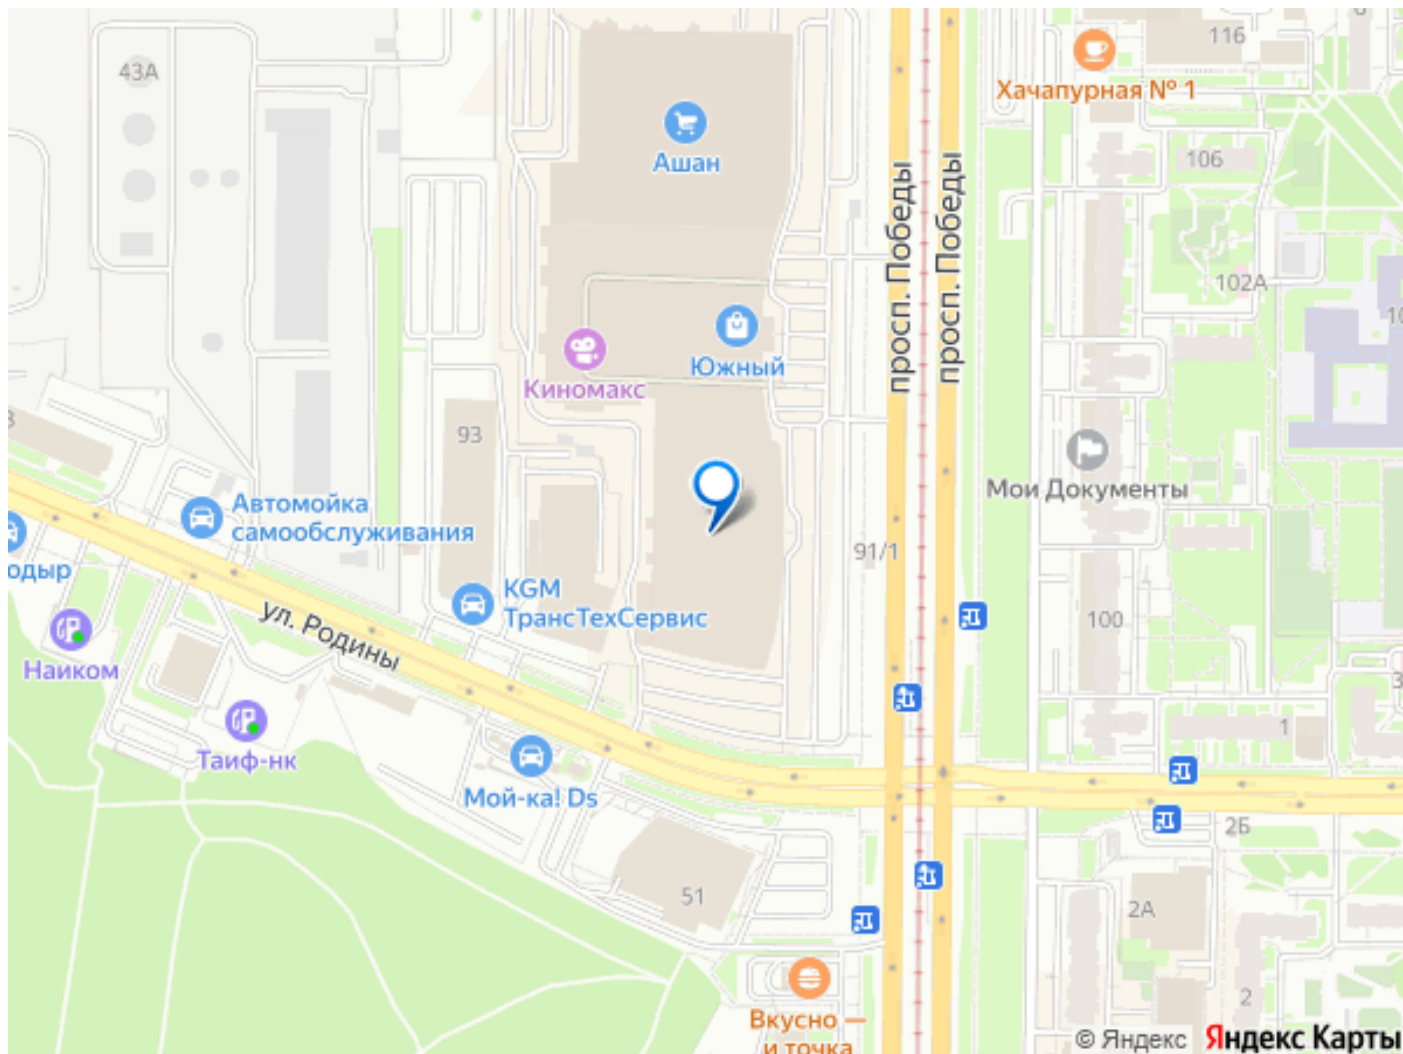 43А
116
Хачапурная № 1
Ашан
106
просп. Победы
просп. Победы
102А
Южный
Киномакс
93
Мои Документы
Автомойка
самообслуживания
91/1
одыр
KGM
ТрансТехСервис
ул. Родины
100
Наиком
Таиф-нк
1
Мой-ка! Ds
2Б
51
2А
2
Вкусно —
и точка
© Яндекс
Яндекс Карты